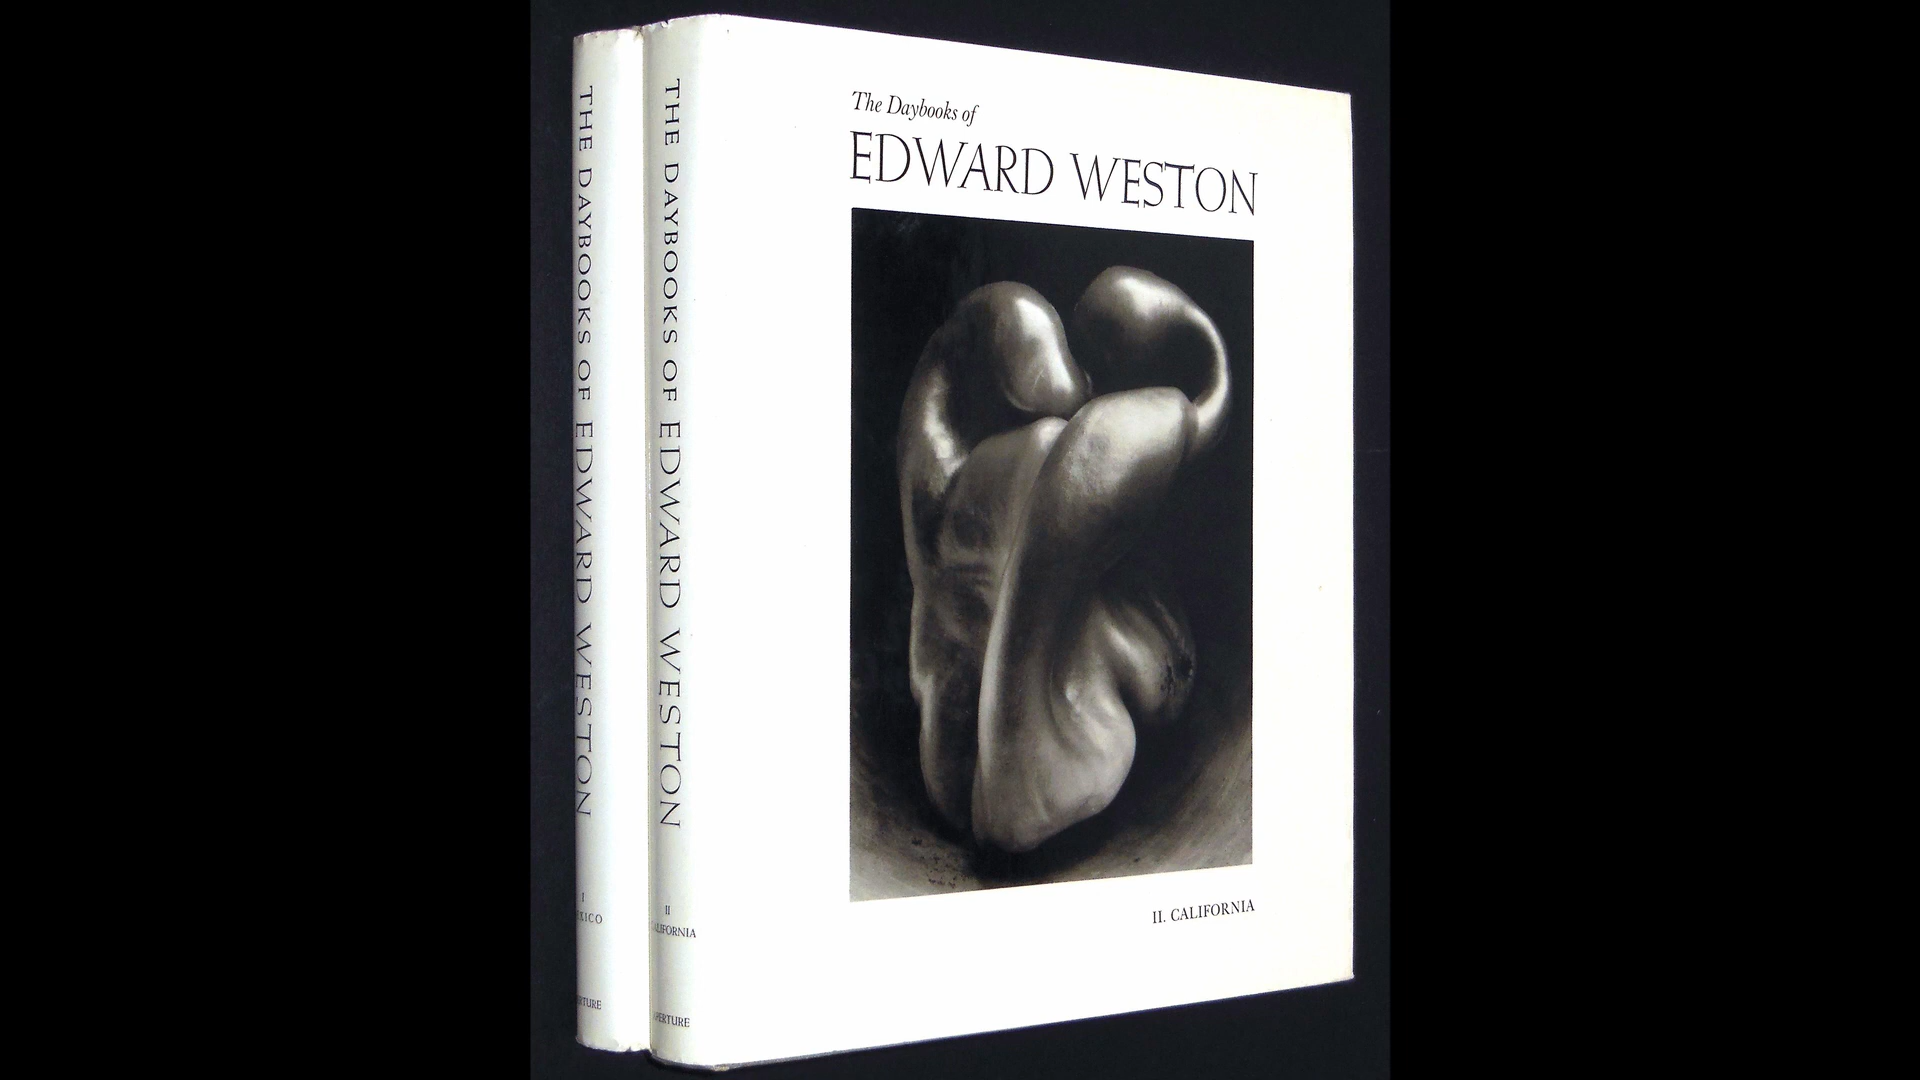 The Daybooks of
EDWARD WESTON
II. CALIFORNIA
THE DAYBOOKS OF EDWARD WESTON
I
THE DAYBOOKS OF EDWARD WESTON
II